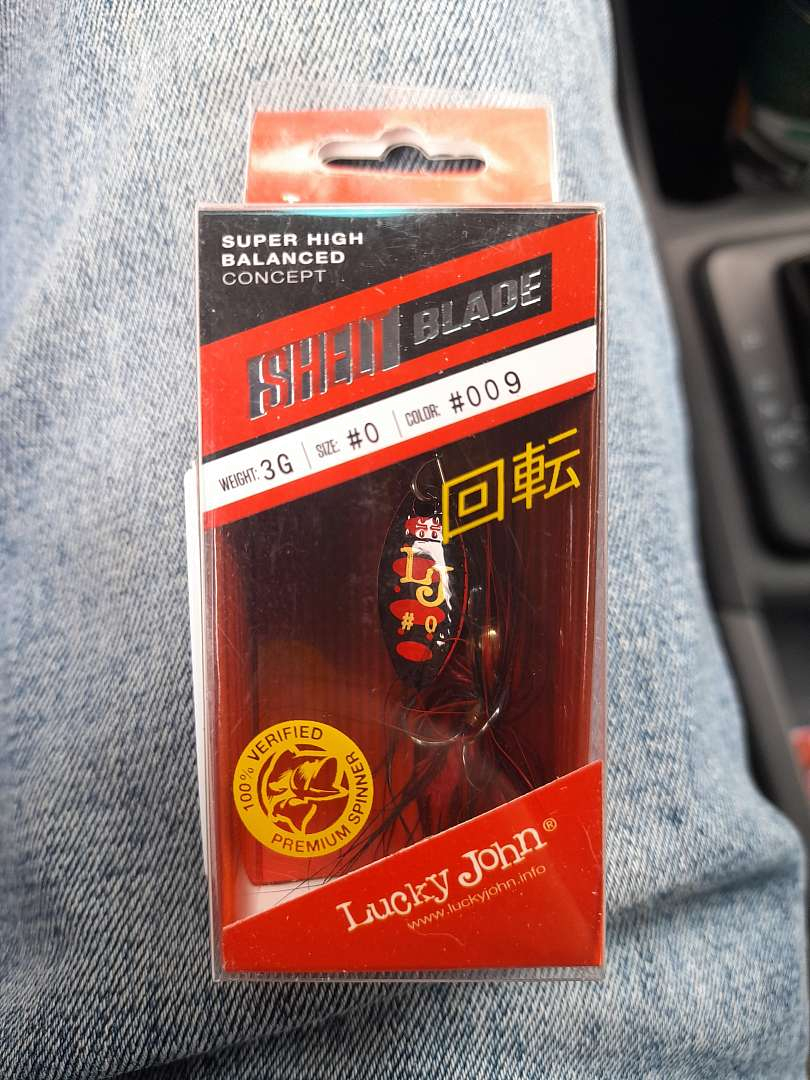 SUPER HIGH
BALANCED
CONCEPT
SHELT BLADE
WEIGHT: 3G | SIZE: #0 | COLOR: #009
回転
LJ
#0
100% VERIFIED
PREMIUM SPINNER
Lucky John®
www.luckyjohn.info